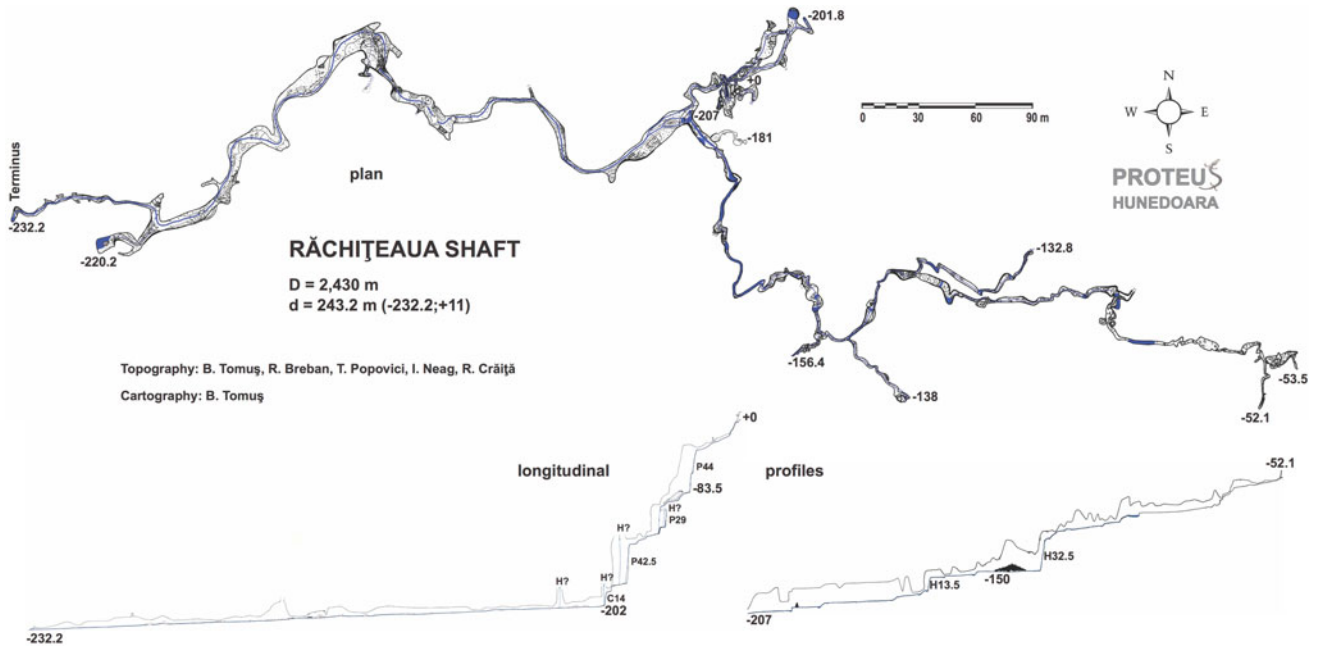 -201.8
+0
-207
-181
0 30 60 90 m
N
W E
S
PROTEUS
HUNEDOARA
Terminus
-232.2
-220.2
plan
RĂCHIŢEAUA SHAFT
D = 2,430 m
d = 243.2 m (-232.2;+11)
-132.8
-156.4
-138
-53.5
-52.1
Topography: B. Tomuş, R. Breban, T. Popovici, I. Neag, R. Crăiţă
Cartography: B. Tomuş
longitudinal profiles
+0
P44
-83.5
H?
P29
H?
P42.5
H?
H?
C14
-202
-232.2
-52.1
H32.5
-150
H13.5
-207